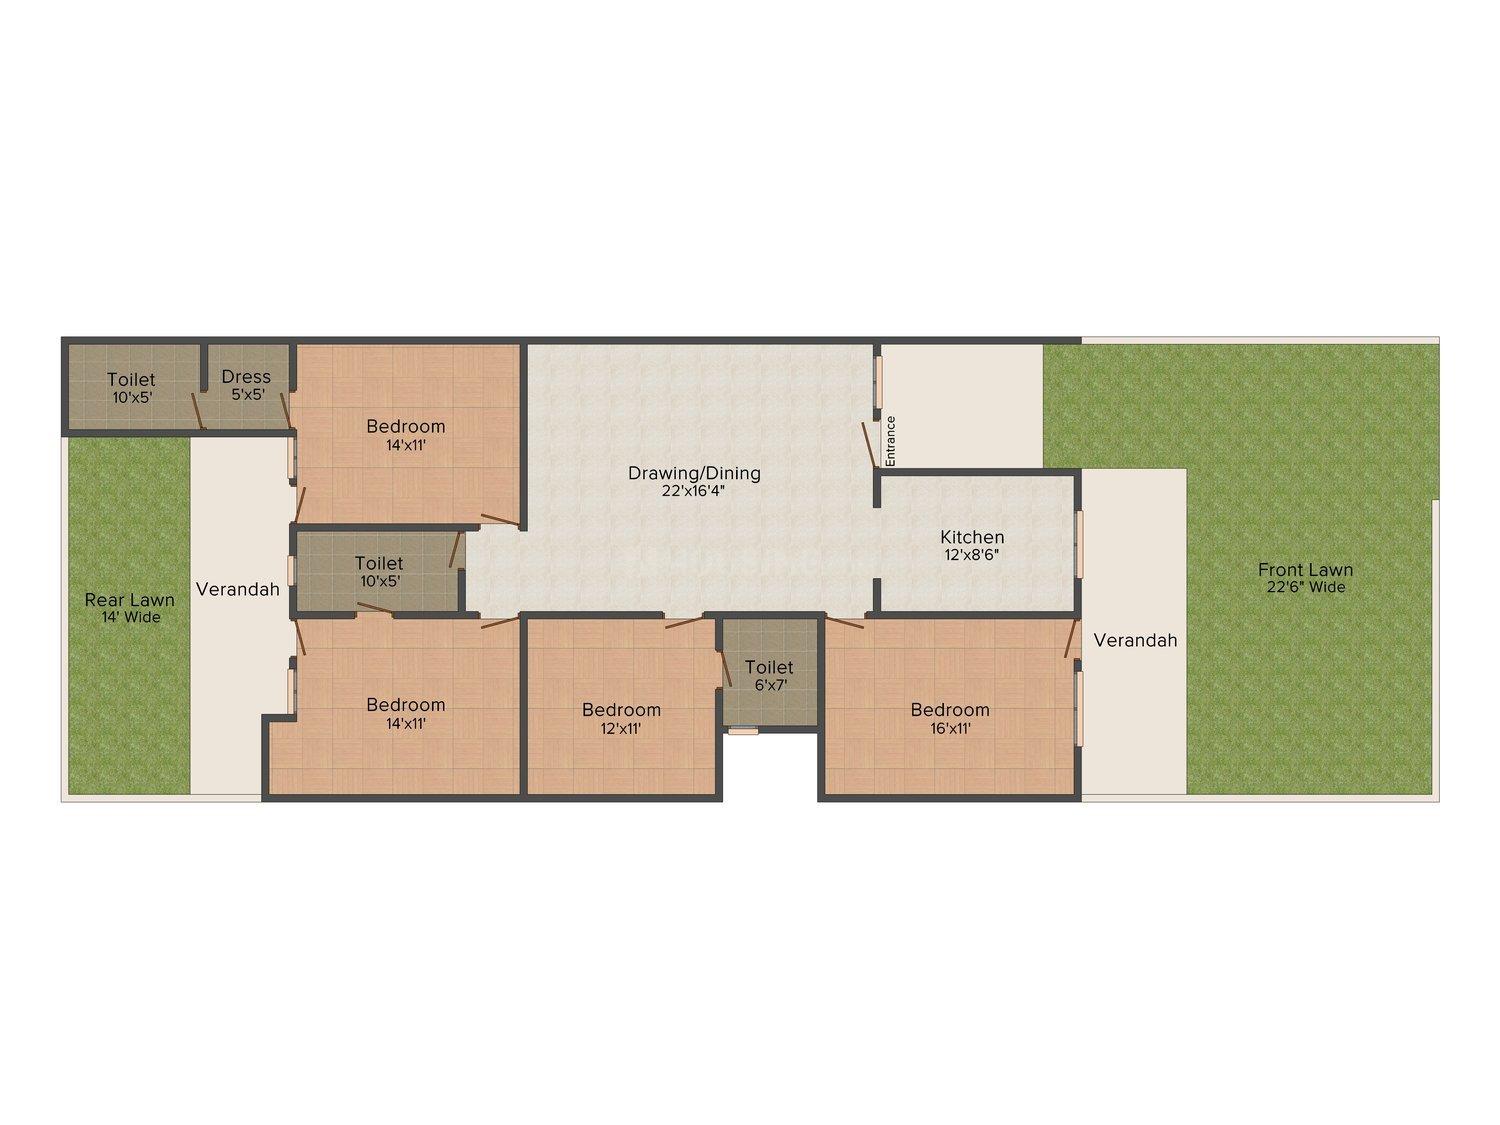 Toilet
10'x5'
Dress
5'x5'
Bedroom
14'x11'
Drawing/Dining
22'x16'4"
Entrance
Kitchen
12'x8'6"
Toilet
10'x5'
Verandah
Rear Lawn
14' Wide
Front Lawn
22'6" Wide
Verandah
Bedroom
14'x11'
Bedroom
12'x11'
Toilet
6'x7'
Bedroom
16'x11'